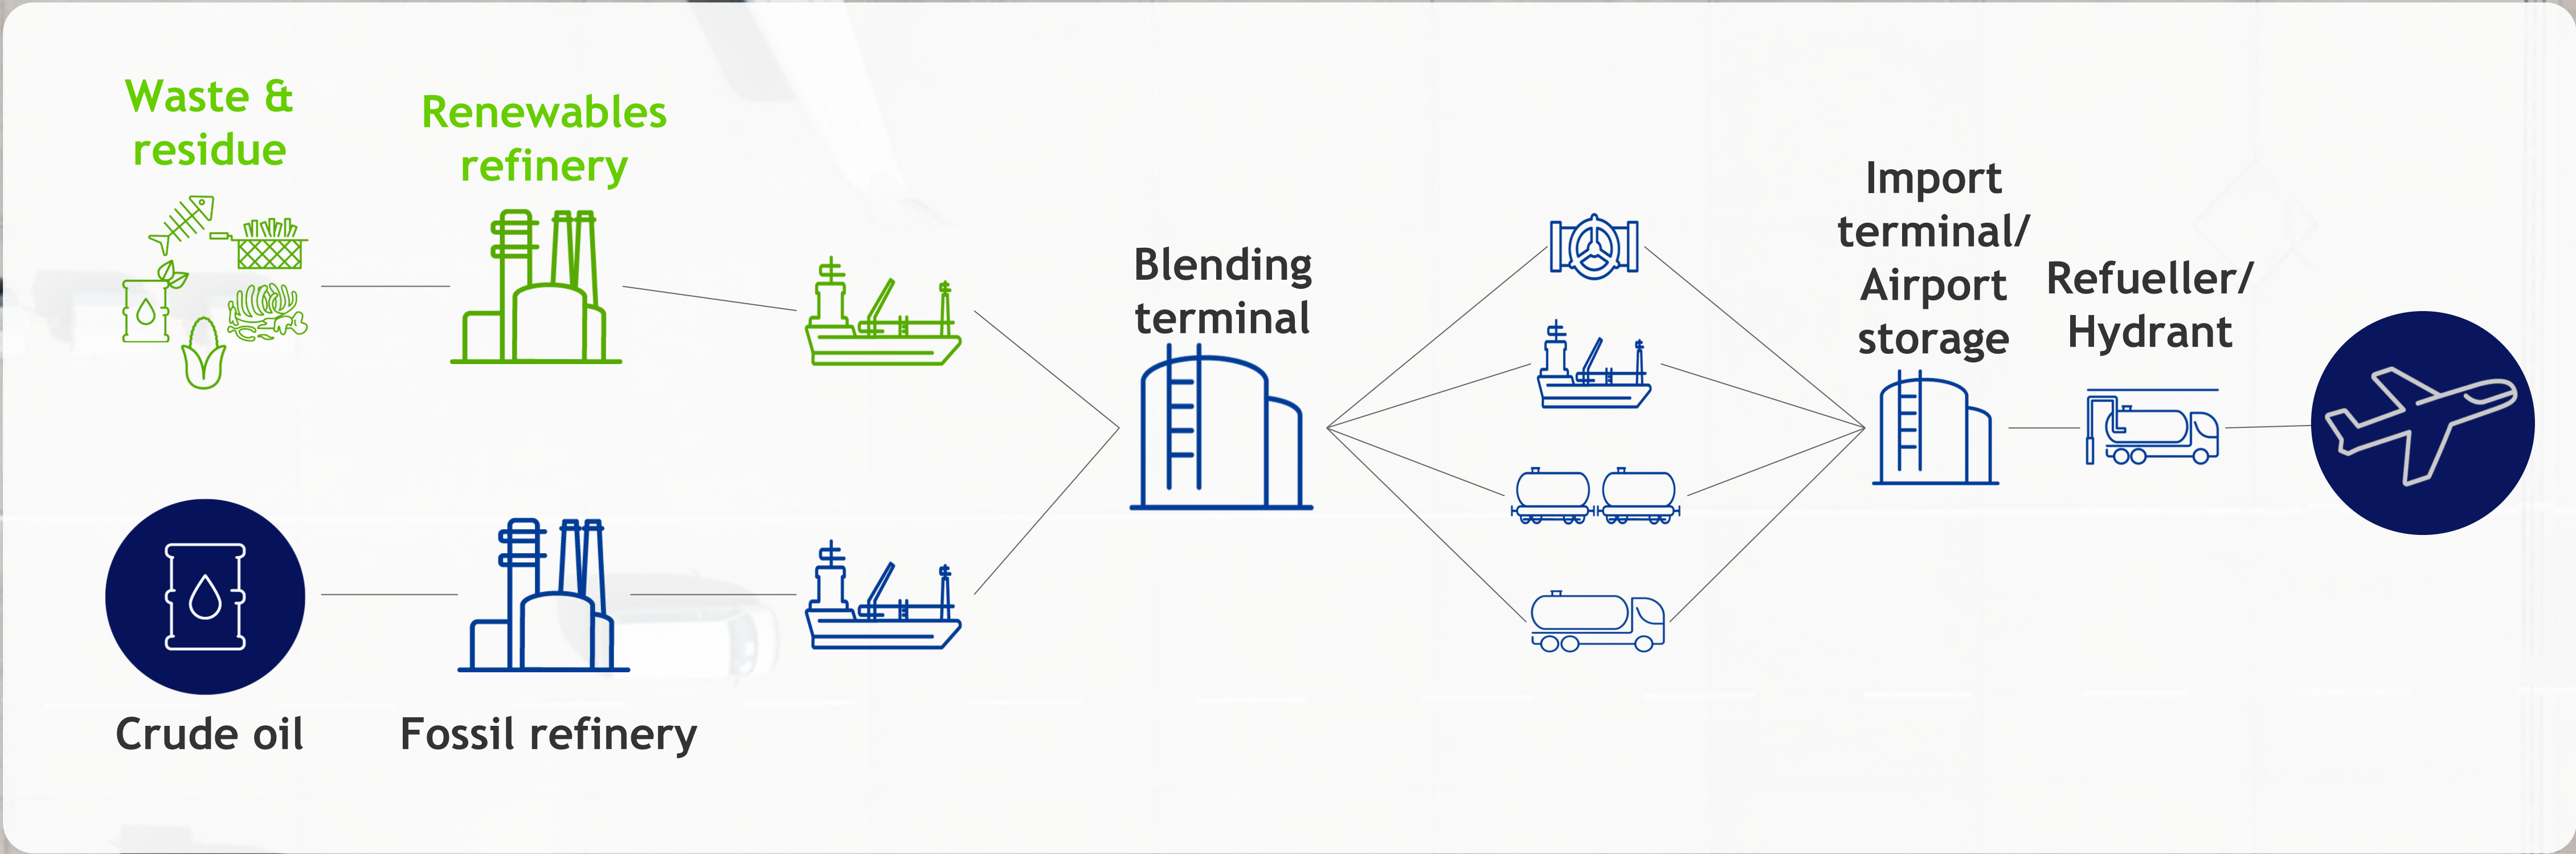 Waste &
residue
Renewables
refinery
Blending
terminal
Import
terminal/
Airport
storage
Refueller/
Hydrant
Crude oil
Fossil refinery